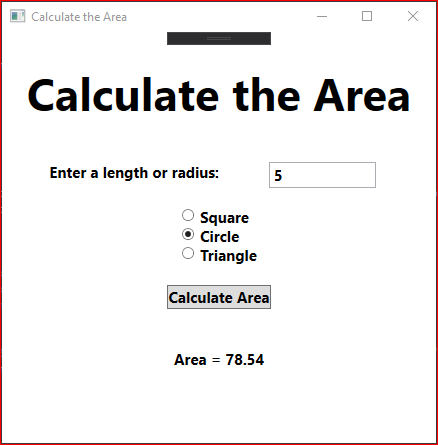 Calculate the Area
Calculate the Area
Enter a length or radius: 5
Square
Circle
Triangle
Calculate Area
Area = 78.54